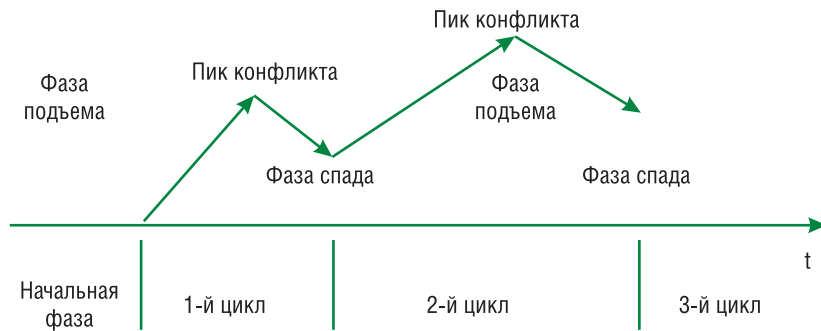 Пик конфликта
Пик конфликта
Фаза
подъема
Фаза
подъема
Фаза спада
Фаза спада
t
Начальная
фаза
1-й цикл
2-й цикл
3-й цикл